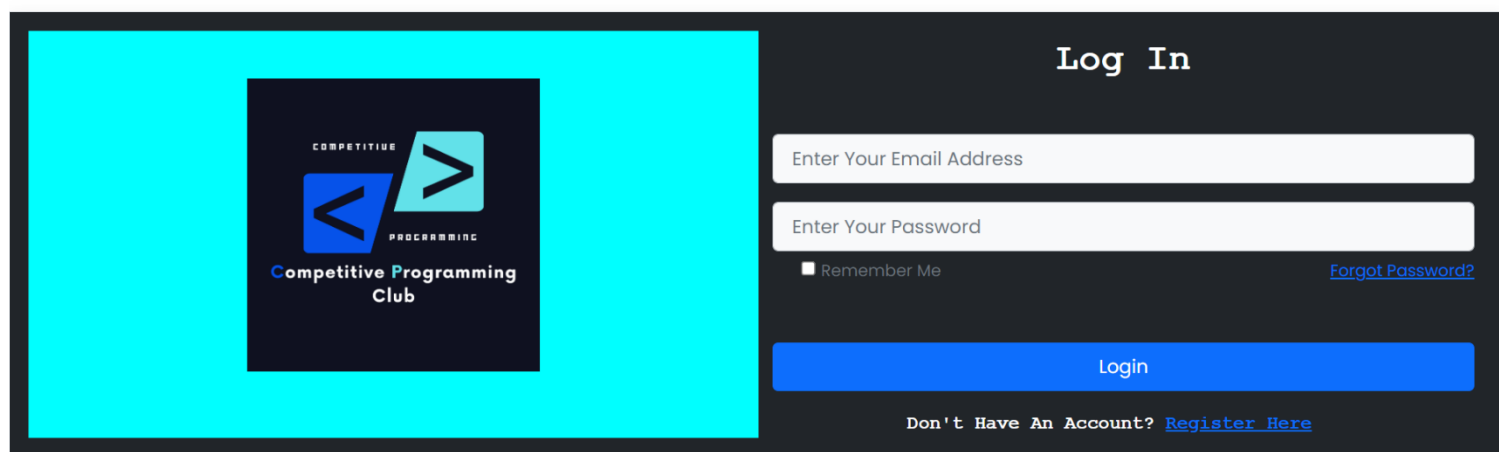 COMPETITIVE
< >
PROGRAMMING
Competitive Programming
Club
Log In
Enter Your Email Address
Enter Your Password
Remember Me Forgot Password?
Login
Don't Have An Account? Register Here